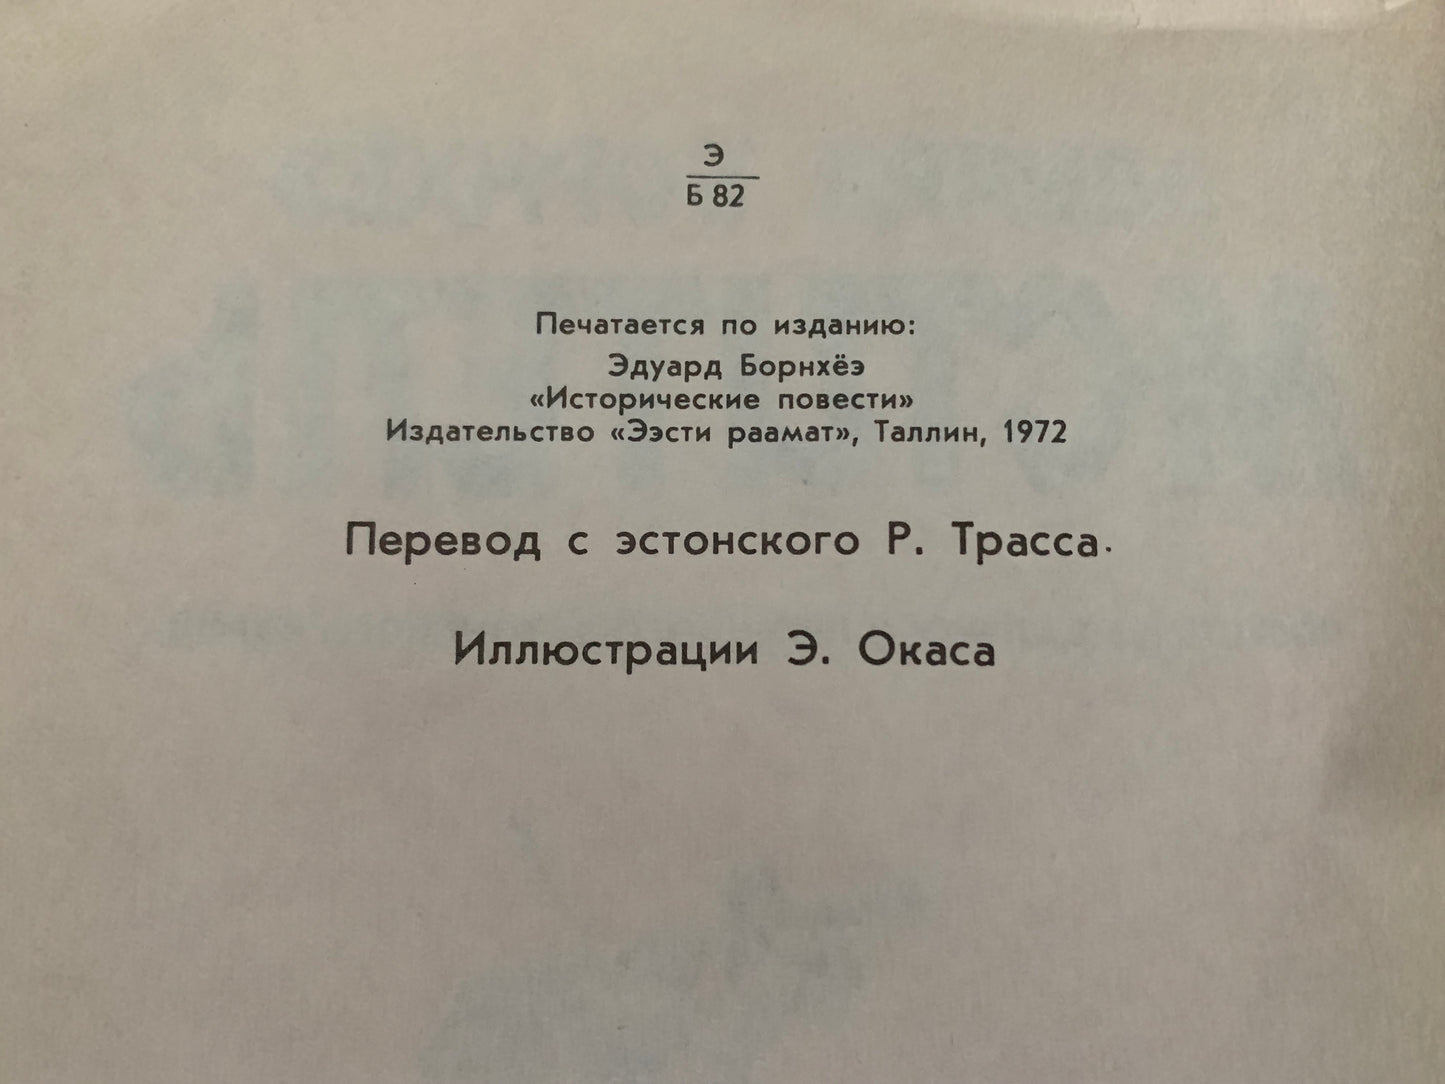 Э
Б 82
Печатается по изданию:
Эдуард Борнхёэ
«Исторические повести»
Издательство «Ээсти раамат», Таллин, 1972
Перевод с эстонского Р. Трасса.
Иллюстрации Э. Окаса